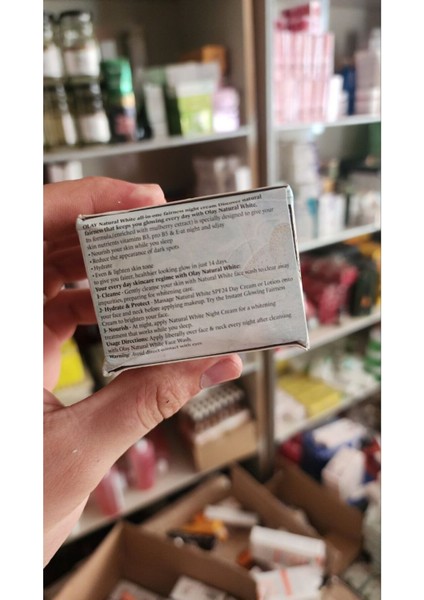 OLAY Natural White all-in-one fairness night cream. Discover natural
fairness that keeps you glowing every day with Olay Natural White.
Its formula (enriched with mulberry extract) is specially designed to give your
skin nutrients vitamins B3, pro B5 & E at night and
• Nourish your skin while you sleep
• Reduce the appearance of dark spots
• Hydrate
• Even & lighten skin tone
to give you fairer, healthier looking glow in just 14 days.
Your every day skincare regime with Olay Natural White:
1- Cleanse - Gently cleanse your skin with Natural White face wash to clear away
impurities, preparing for whitening care.
2- Hydrate & Protect - Massage Natural White SPF24 Day Cream or Lotion onto
your face and neck before applying makeup. Try the Instant Glowing Fairness
Cream to brighten your face.
3- Nourish - At night, apply Natural White Night Cream for a whitening
treatment that works while you sleep.
Usage Directions: Apply liberally over face & neck every night after cleansing
with Olay Natural White Face Wash.
Warning: Avoid direct contact with eyes.